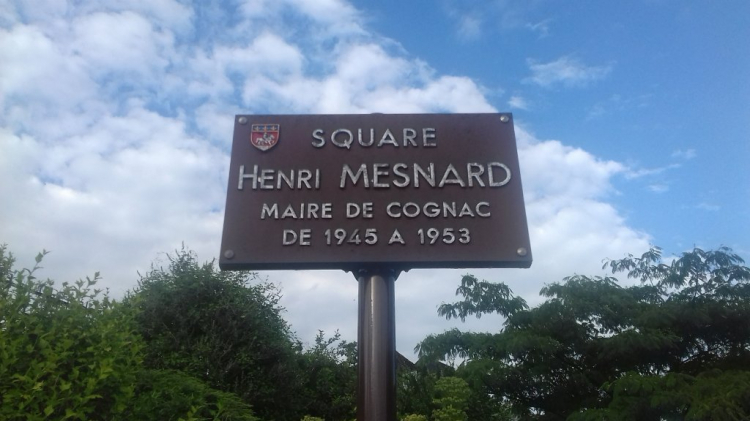 SQUARE
HENRI MESNARD
MAIRE DE COGNAC
DE 1945 A 1953